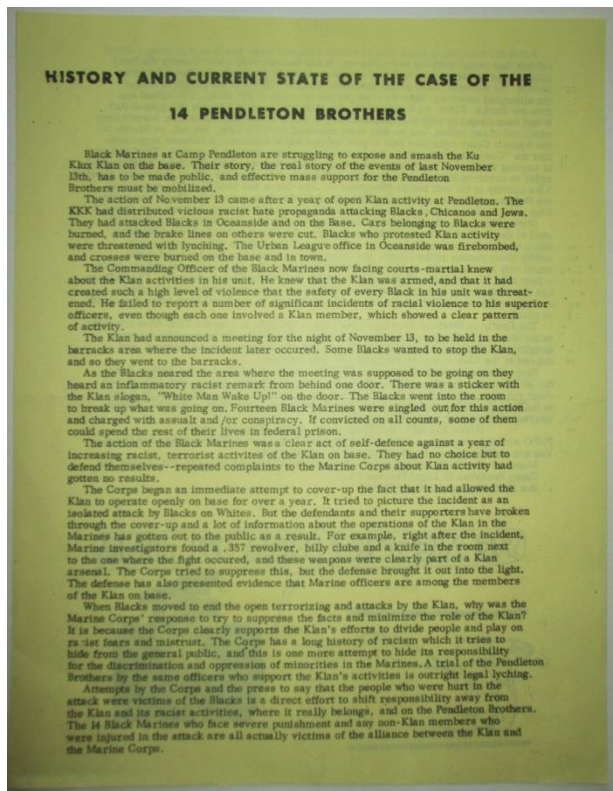 HISTORY AND CURRENT STATE OF THE CASE OF THE
14 PENDLETON BROTHERS
Black Marines at Camp Pendleton are struggling to expose and smash the Ku
Klux Klan on the base. Their story, the real story of the events of last November
13th, has to be made public, and effective mass support for the Pendleton
Brothers must be mobilized.
The action of November 13 came after a year of open Klan activity at Pendleton. The
KKK had distributed vicious racist hate propaganda attacking Blacks, Chicanos and Jews.
They had attacked Blacks in Oceanside and on the Base. Cars belonging to Blacks were
burned, and the brake lines on others were cut. Blacks who protested Klan activity
were threatened with lynching. The Urban League office in Oceanside was firebombed,
and crosses were burned on the base and in town.
The Commanding Officer of the Black Marines now facing courts-martial knew
about the Klan activities in his unit. He knew that the Klan was armed, and that it had
created such a high level of violence that the safety of every Black in his unit was threat-
ened. He failed to report a number of significant incidents of racial violence to his superior
officers, even though each one involved a Klan member, which showed a clear pattern
of activity.
The Klan had announced a meeting for the night of November 13, to be held in the
barracks area where the incident later occured. Some Blacks wanted to stop the Klan,
and so they went to the barracks.
As the Blacks neared the area where the meeting was supposed to be going on they
heard an inflammatory racist remark from behind one door. There was a sticker with
the Klan slogan, "White Man Wake Up!" on the door. The Blacks went into the room
to break up what was going on. Fourteen Black Marines were singled out for this action
and charged with assualt and /or conspiracy. If convicted on all counts, some of them
could spend the rest of their lives in federal prison.
The action of the Black Marines was a clear act of self-defence against a year of
increasing racist, terrorist activites of the Klan on base. They had no choice but to
defend themselves--repeated complaints to the Marine Corps about Klan activity had
gotten no results.
The Corps began an immediate attempt to cover-up the fact that it had allowed the
Klan to operate openly on base for over a year. It tried to picture the incident as an
isolated attack by Blacks on Whites. But the defendants and their supporters have broken
through the cover-up and a lot of information about the operations of the Klan in the
Marines has gotten out to the public as a result. For example, right after the incident,
Marine investigators found a .357 revolver, billy clubs and a knife in the room next
to the one where the fight occured, and these weapons were clearly part of a Klan
arsenal. The Corps tried to suppress this, but the defense brought it out into the light.
The defense has also presented evidence that Marine officers are among the members
of the Klan on base.
When Blacks moved to end the open terrorizing and attacks by the Klan, why was the
Marine Corps' response to try to suppress the facts and minimize the role of the Klan?
It is because the Corps clearly supports the Klan's efforts to divide people and play on
ra ist fears and mistrust. The Corps has a long history of racism which it tries to
hide from the general public, and this is one more attempt to hide its responsibility
for the discrimination and oppression of minorities in the Marines. A trial of the Pendleton
Brothers by the same officers who support the Klan's activities is outright legal lyching.
Attempts by the Corps and the press to say that the people who were hurt in the
attack were victims of the Blacks is a direct effort to shift responsibility away from
the Klan and its racist activities, where it really belongs, and on the Pendleton Brothers.
The 14 Black Marines who face severe punishment and any non-Klan members who
were injured in the attack are all actually victims of the alliance between the Klan and
the Marine Corps.